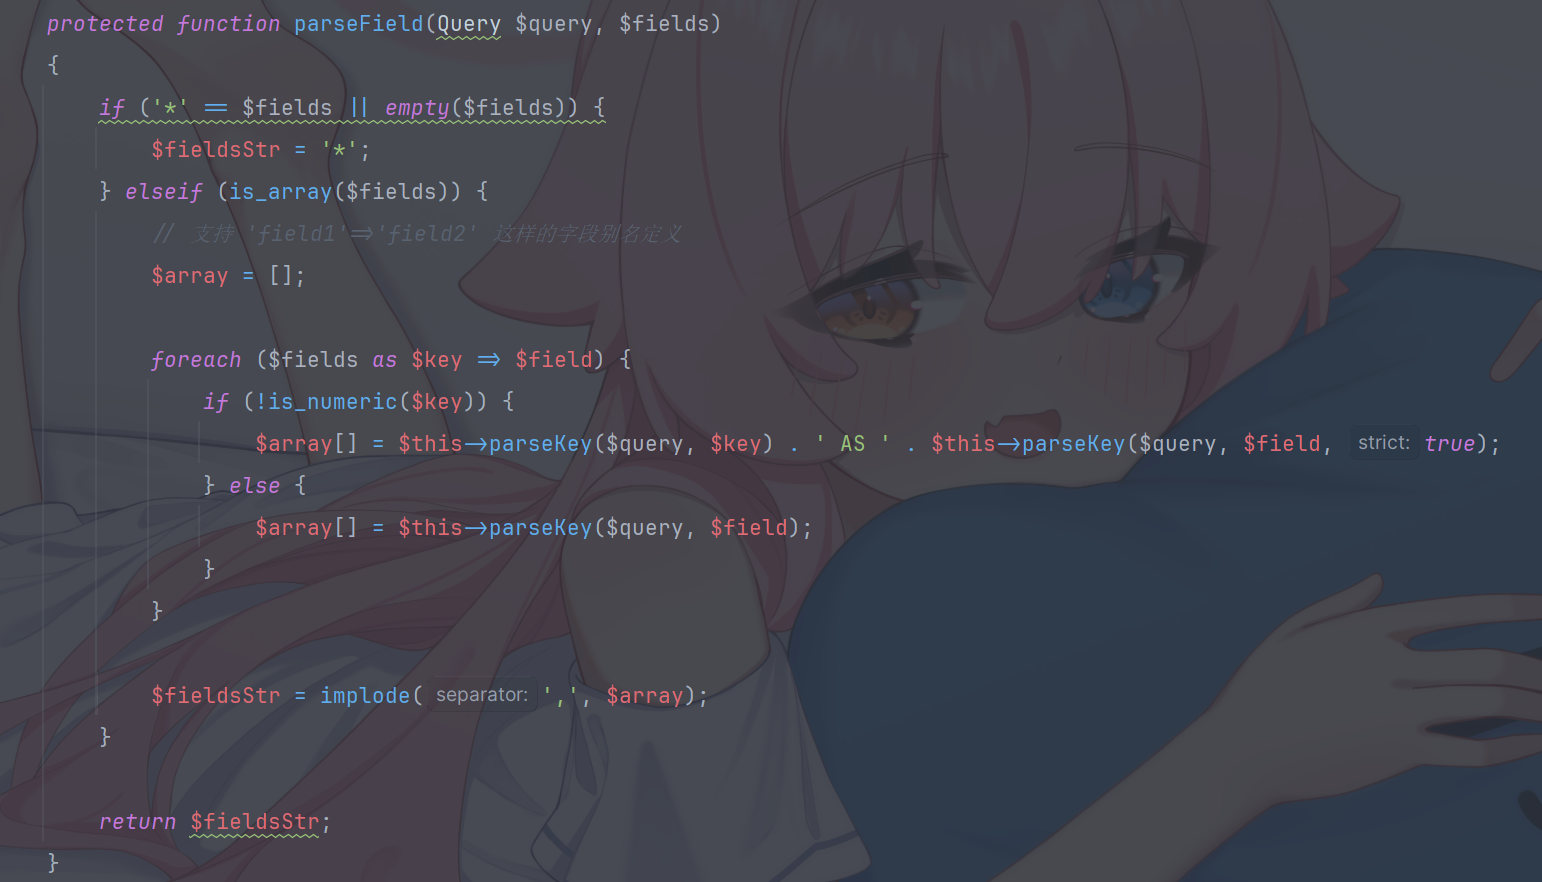 protected function parseField(Query $query, $fields)
{
if ('*' == $fields || empty($fields)) {
$fieldsStr = '*';
} elseif (is_array($fields)) {
// 支持 'field1'=>'field2' 这样的字段别名定义
$array = [];
foreach ($fields as $key => $field) {
if (!is_numeric($key)) {
$array[] = $this->parseKey($query, $key) . ' AS ' . $this->parseKey($query, $field, strict: true);
} else {
$array[] = $this->parseKey($query, $field);
}
}
$fieldsStr = implode( separator: ',', $array);
}
return $fieldsStr;
}